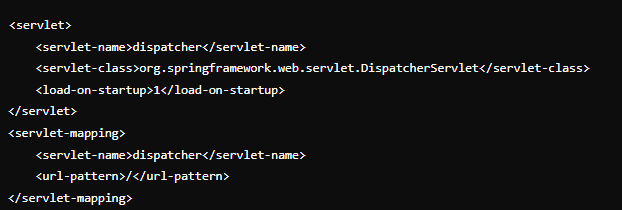 <servlet>
    <servlet-name>dispatcher</servlet-name>
    <servlet-class>org.springframework.web.servlet.DispatcherServlet</servlet-class>
    <load-on-startup>1</load-on-startup>
</servlet>
<servlet-mapping>
    <servlet-name>dispatcher</servlet-name>
    <url-pattern>/</url-pattern>
</servlet-mapping>